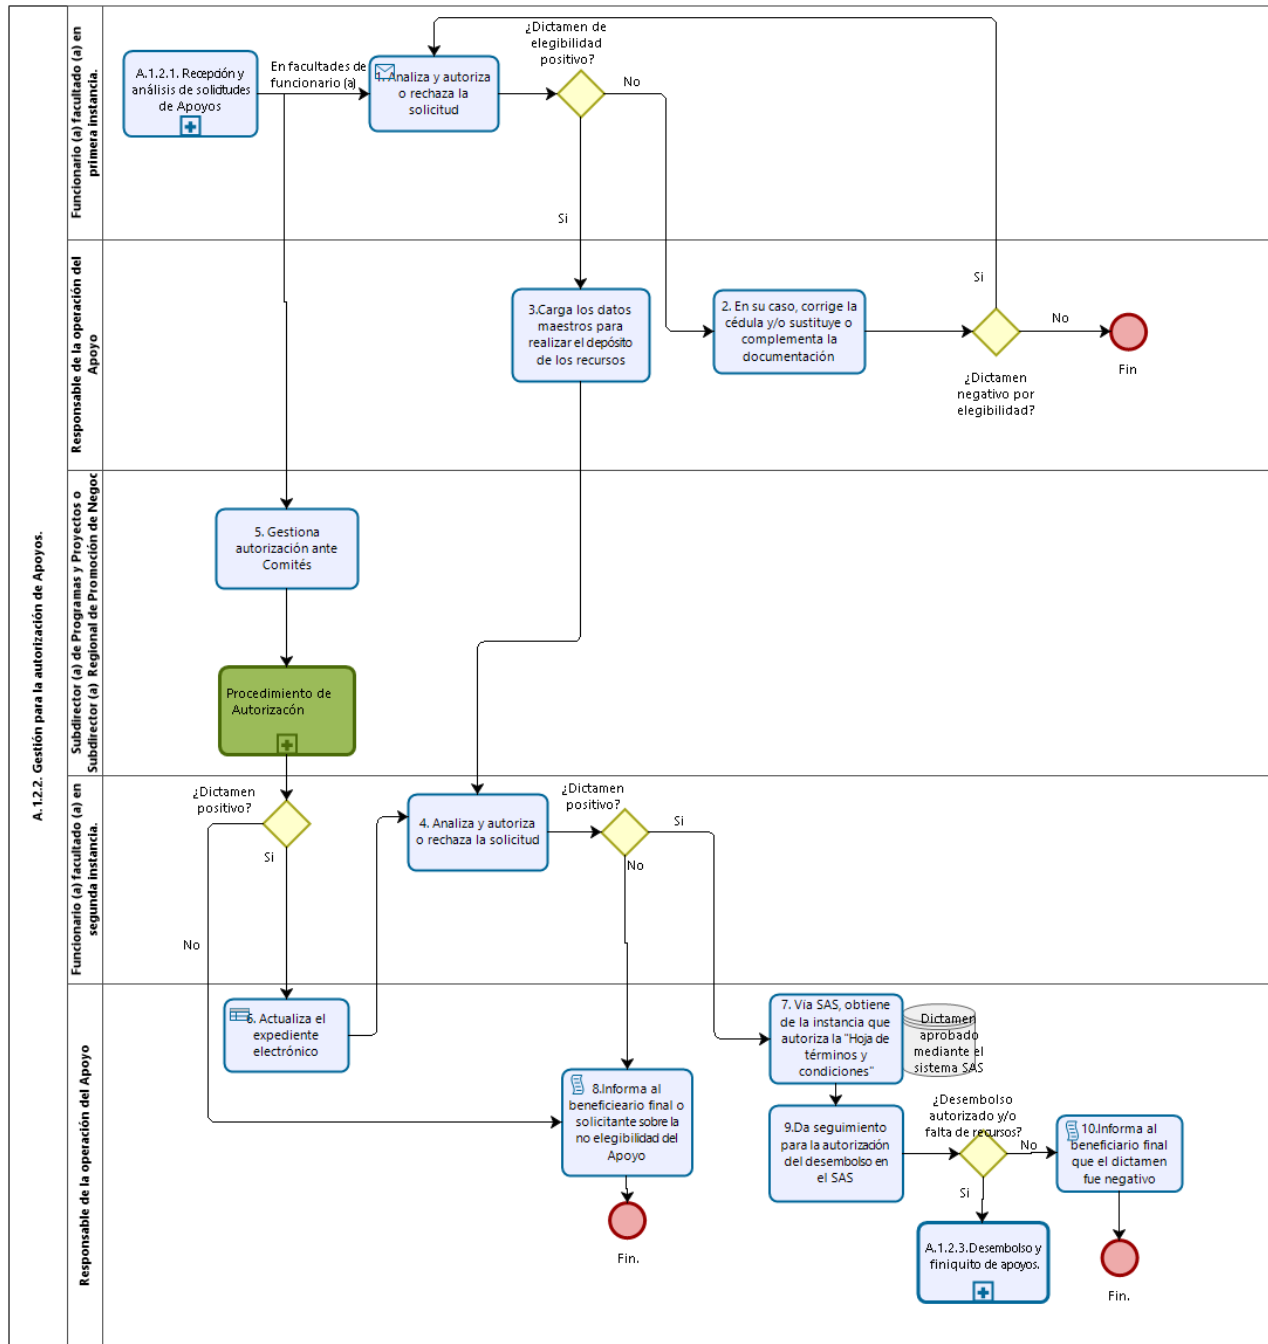 A.1.2.2. Gestión para la autorización de Apoyos.
Funcionario (a) facultado (a) en
primera instancia.
A.1.2.1. Recepción y
análisis de solicitudes
de Apoyos
En facultades de
funcionario (a)
1. Analiza y autoriza
o rechaza la
solicitud
¿Dictamen de
elegibilidad
positivo?
No
Si
Responsable de la operación del
Apoyo
3.Carga los datos
maestros para
realizar el depósito
de los recursos
2. En su caso, corrige la
cédula y/o sustituye o
complementa la
documentación
Si
No
¿Dictamen
negativo por
elegibilidad?
Fin
Subdirector (a) de Programas y Proyectos o
Subdirector (a) Regional de Promoción de Negoc
5. Gestiona
autorización ante
Comités
Procedimiento de
Autorizacón
Funcionario (a) facultado (a) en
segunda instancia.
¿Dictamen
positivo?
Si
No
4. Analiza y autoriza
o rechaza la solicitud
¿Dictamen
positivo?
Si
No
Responsable de la operación del Apoyo
6. Actualiza el
expediente
electrónico
8.Informa al
beneficieario final o
solicitante sobre la
no elegibilidad del
Apoyo
Fin.
7. Vía SAS, obtiene
de la instancia que
autoriza la "Hoja de
términos y
condiciones"
Dictamen
aprobado
mediante el
sistema SAS
9.Da seguimiento
para la autorización
del desembolso en
el SAS
¿Desembolso
autorizado y/o
falta de recursos?
No
Si
10.Informa al
beneficiario final
que el dictamen
fue negativo
A.1.2.3.Desembolso y
finiquito de apoyos.
Fin.